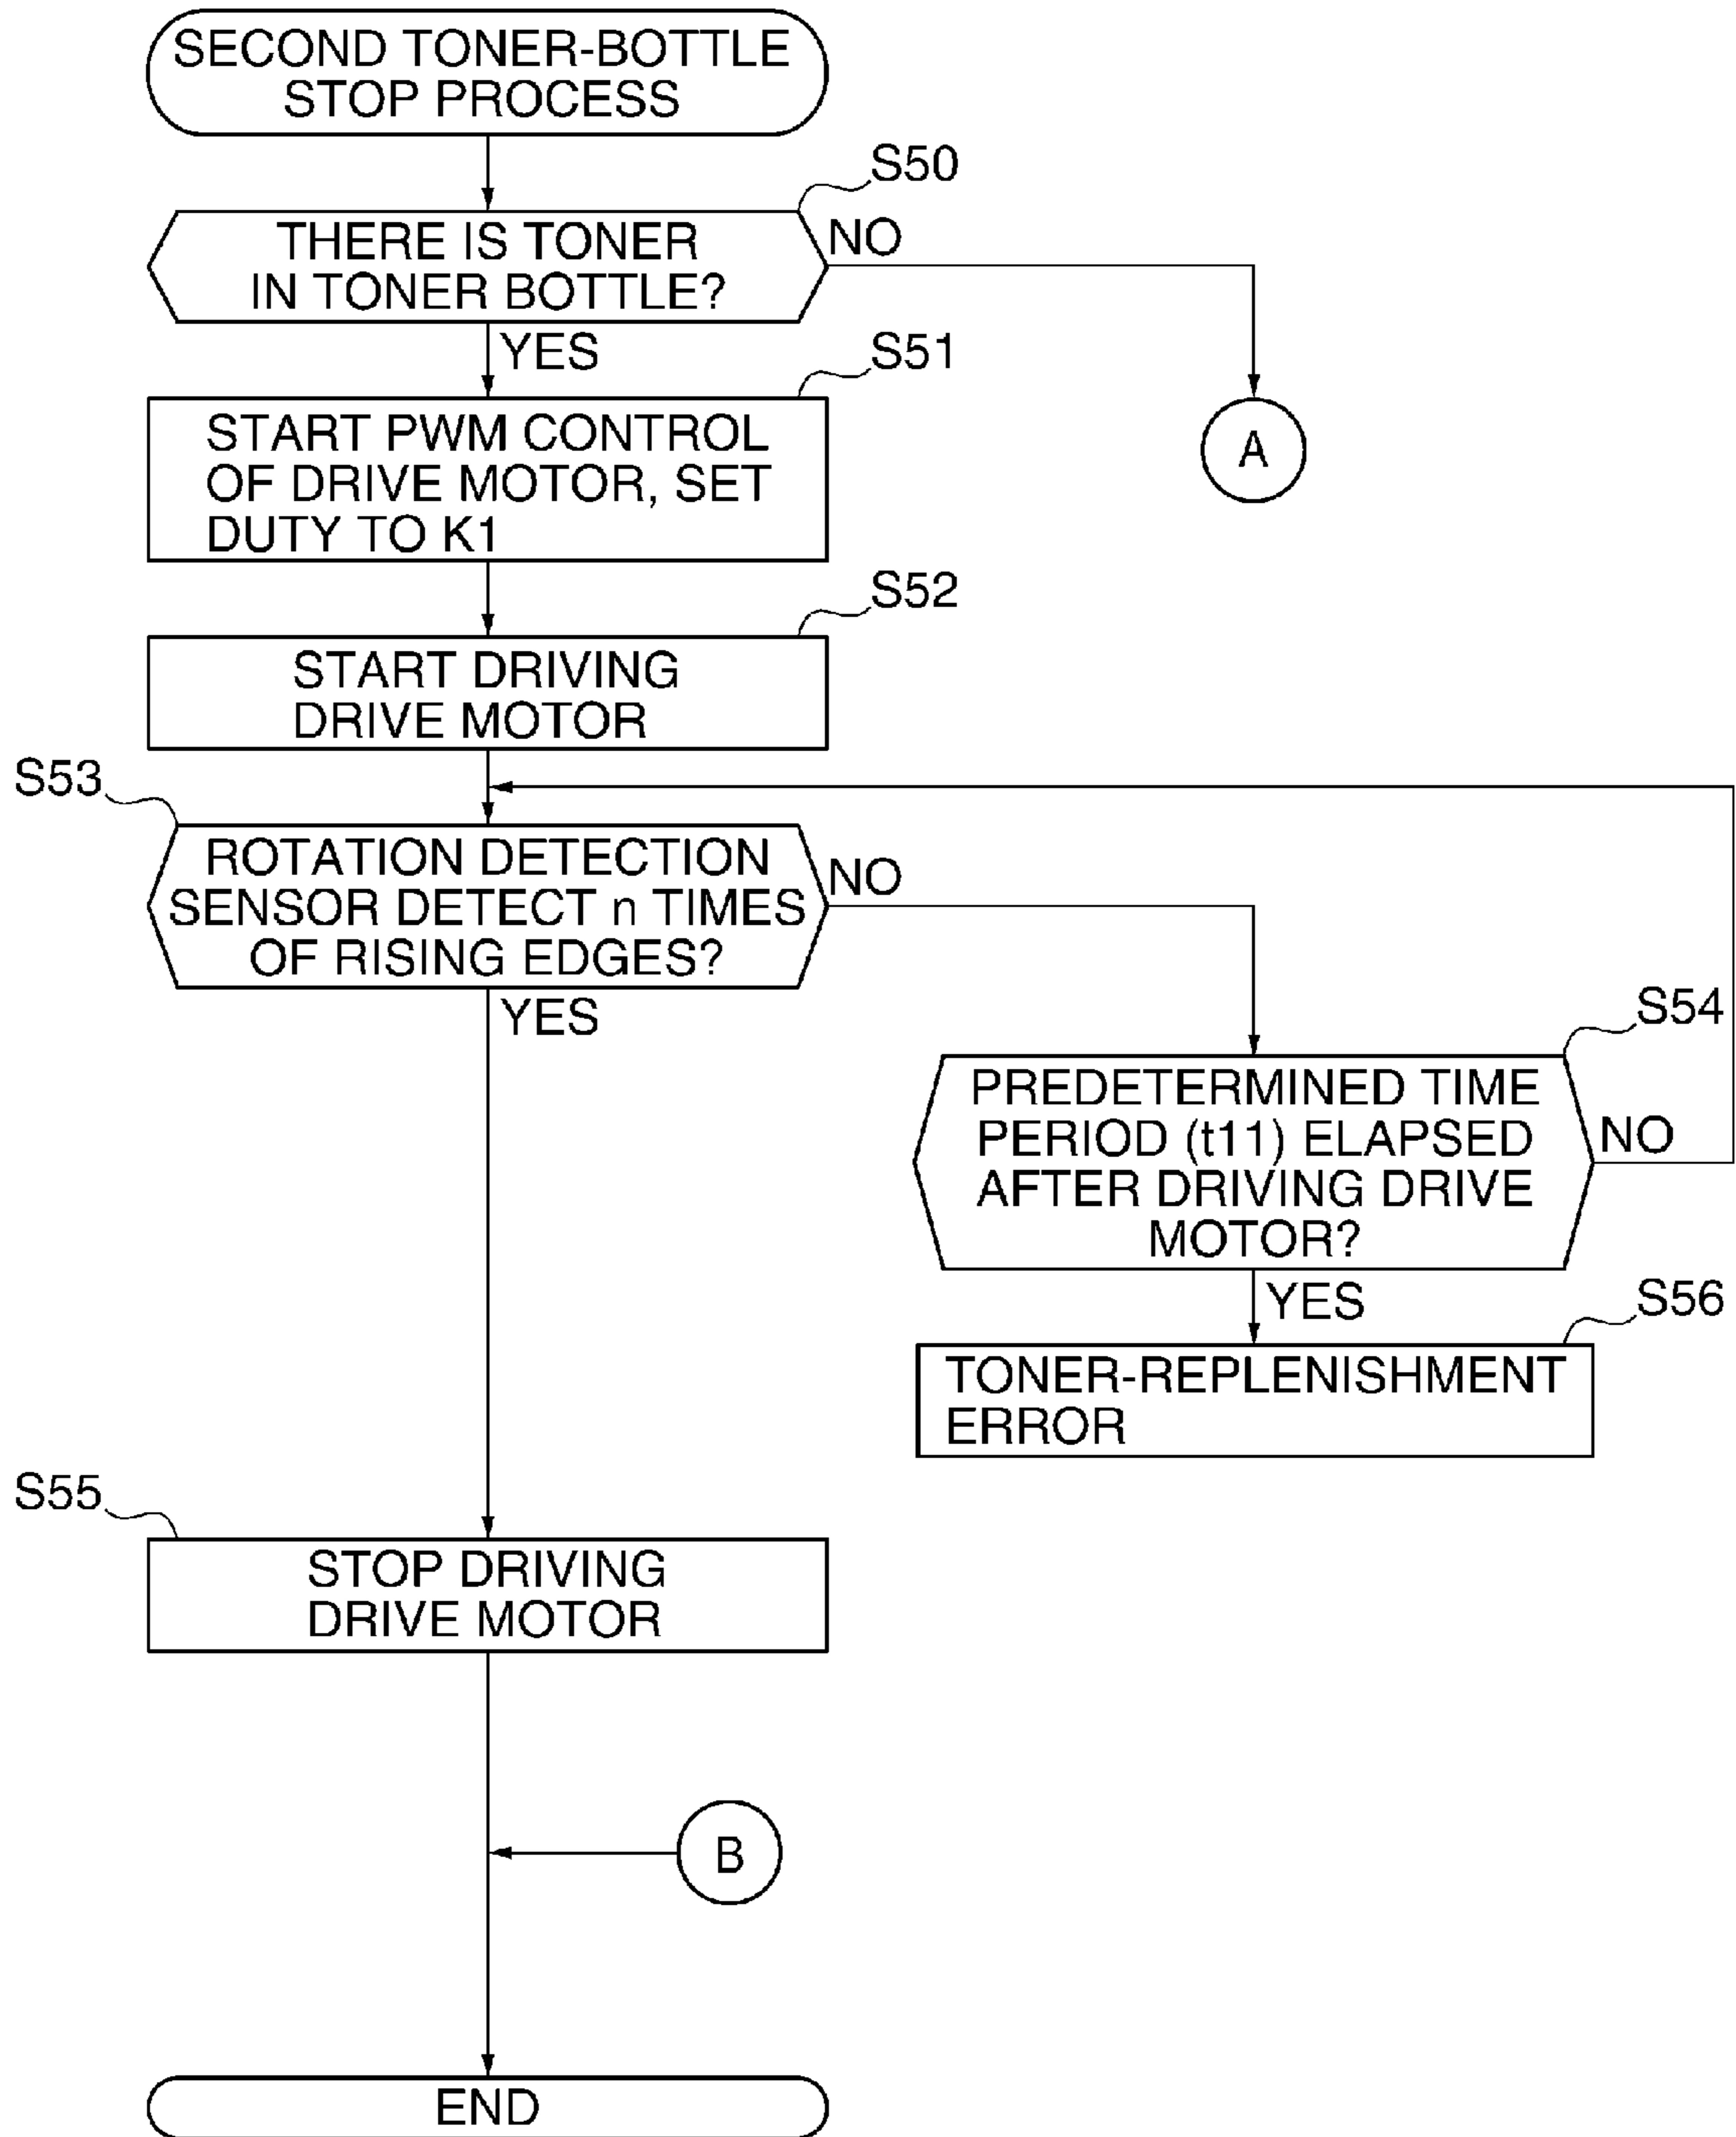 SECOND TONER-BOTTLE
STOP PROCESS
S50
THERE IS TONER
IN TONER BOTTLE?
NO
YES
S51
START PWM CONTROL
OF DRIVE MOTOR, SET
DUTY TO K1
A
S52
START DRIVING
DRIVE MOTOR
S53
ROTATION DETECTION
SENSOR DETECT n TIMES
OF RISING EDGES?
NO
YES
S54
PREDETERMINED TIME
PERIOD (t11) ELAPSED
AFTER DRIVING DRIVE
MOTOR?
NO
YES
S56
TONER-REPLENISHMENT
ERROR
S55
STOP DRIVING
DRIVE MOTOR
B
END